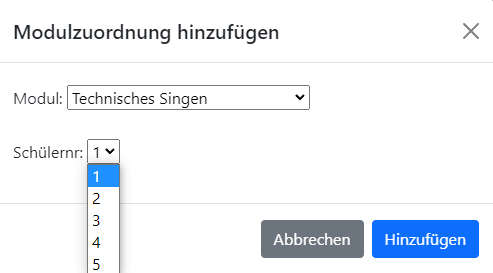 Modulzuordnung hinzufügen
Modul: Technisches Singen
Schülernr: 1
1
2
3
4
5
Abbrechen Hinzufügen